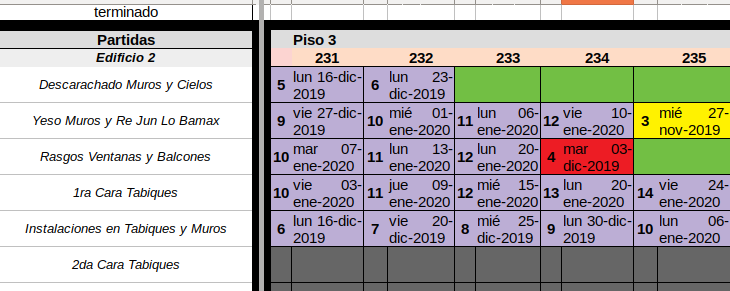 terminado
Partidas Piso 3
Edificio 2 231 232 233 234 235
Descarachado Muros y Cielos 5 lun 16-dic-2019 6 lun 23-dic-2019
Yeso Muros y Re Jun Lo Bamax 9 vie 27-dic-2019 10 mié 01-ene-2020 11 lun 06-ene-2020 12 vie 10-ene-2020 3 mié 27-nov-2019
Rasgos Ventanas y Balcones 10 mar 07-ene-2020 11 lun 13-ene-2020 12 lun 20-ene-2020 4 mar 03-dic-2019
1ra Cara Tabiques 10 vie 03-ene-2020 11 jue 09-ene-2020 12 mié 15-ene-2020 13 lun 20-ene-2020 14 vie 24-ene-2020
Instalaciones en Tabiques y Muros 6 lun 16-dic-2019 7 vie 20-dic-2019 8 mié 25-dic-2019 9 lun 30-dic-2019 10 lun 06-ene-2020
2da Cara Tabiques